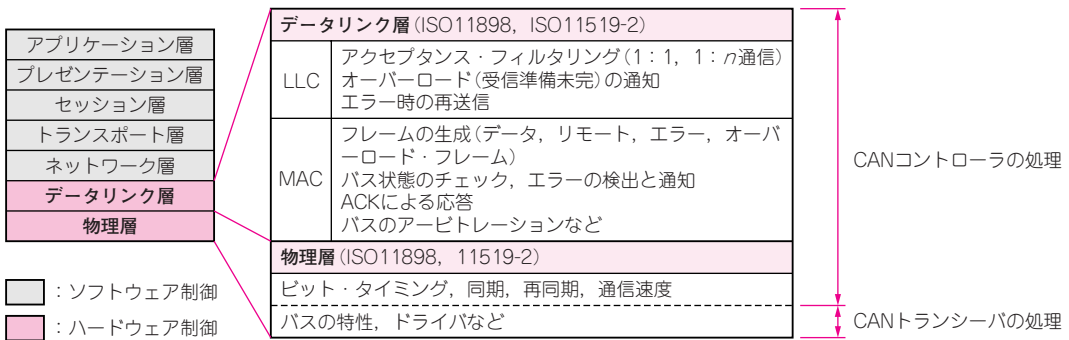 アプリケーション層
プレゼンテーション層
セッション層
トランスポート層
ネットワーク層
データリンク層
物理層
：ソフトウェア制御
：ハードウェア制御
データリンク層(ISO11898，ISO11519-2)
LLC
アクセプタンス・フィルタリング(1：1，1：n通信)
オーバーロード(受信準備未完)の通知
エラー時の再送信
MAC
フレームの生成(データ，リモート，エラー，オーバ
ーロード・フレーム)
バス状態のチェック，エラーの検出と通知
ACKによる応答
バスのアービトレーションなど
物理層(ISO11898，11519-2)
ビット・タイミング，同期，再同期，通信速度
バスの特性，ドライバなど
CANコントローラの処理
CANトランシーバの処理